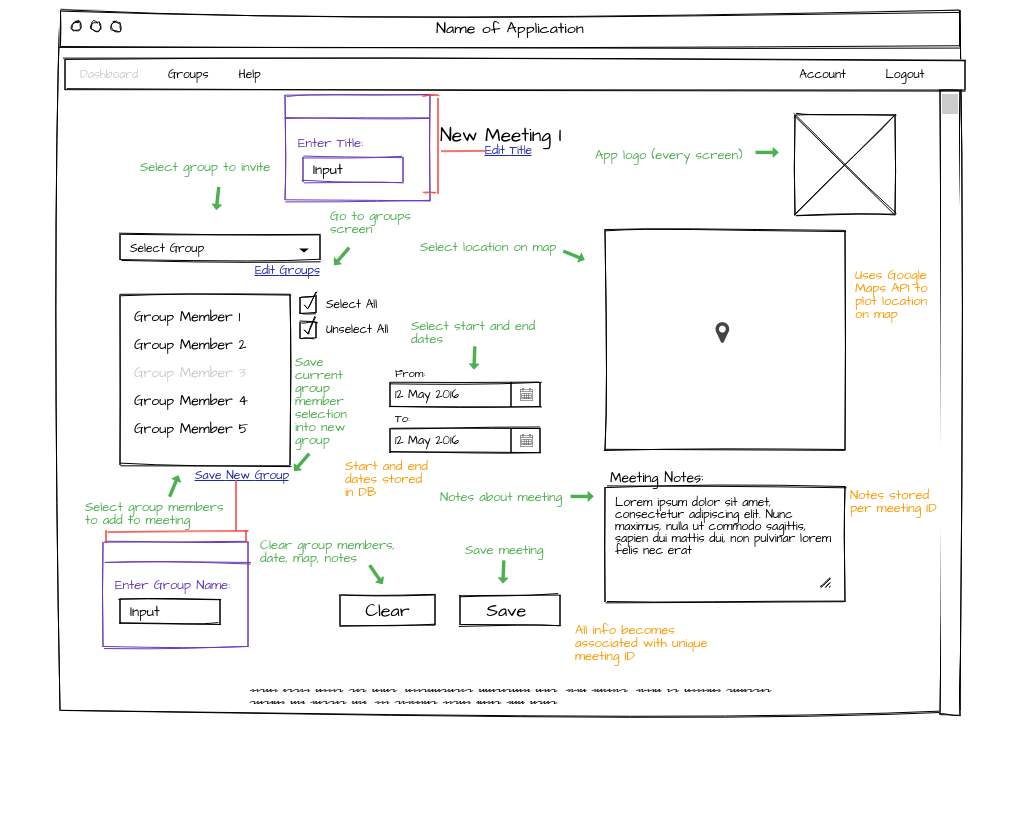 Name of Application
Dashboard Groups Help Account Logout
New Meeting 1
Edit Title
Enter Title:
Input
App logo (every screen)
Select group to invite
Go to groups
screen
Select Group
Edit Groups
Select location on map
Uses Google
Maps API to
plot location
on map
Group Member 1
Group Member 2
Group Member 3
Group Member 4
Group Member 5
Select All
Unselect All
Save
current
group
member
selection
into new
group
Select start and end
dates
From:
12 May 2016
To:
12 May 2016
Start and end
dates stored
in DB
Save New Group
Select group members
to add to meeting
Notes about meeting
Meeting Notes:
Lorem ipsum dolor sit amet,
consectetur adipiscing elit. Nunc
maximus, nulla ut commodo sagittis,
sapien dui mattis dui, non pulvinar lorem
felis nec erat
Notes stored
per meeting ID
Enter Group Name:
Input
Clear group members,
date, map, notes
Save meeting
Clear
Save
All info becomes
associated with unique
meeting ID